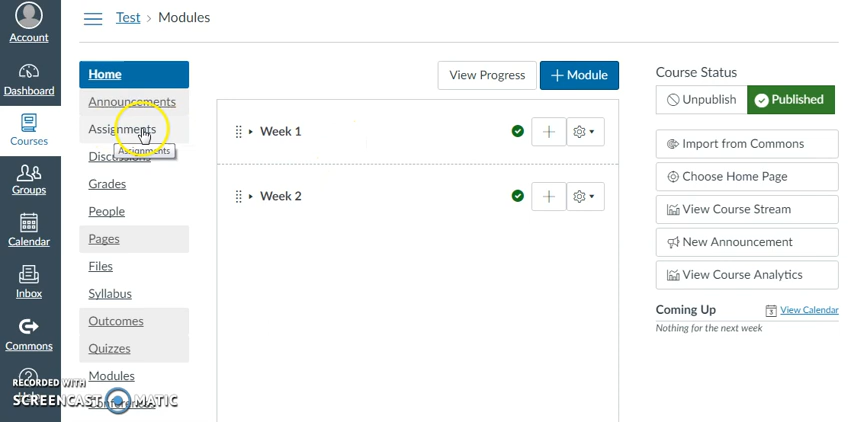 Test > Modules
Account
Dashboard
Courses
Groups
Calendar
Inbox
Commons
Help
Home
Announcements
Assignments
Assignments
Grades
People
Pages
Files
Syllabus
Outcomes
Quizzes
Modules
View Progress
+ Module
Week 1
Week 2
Course Status
Unpublish
Published
Import from Commons
Choose Home Page
View Course Stream
New Announcement
View Course Analytics
Coming Up
View Calendar
Nothing for the next week
RECORDED WITH
SCREENCAST MATIC